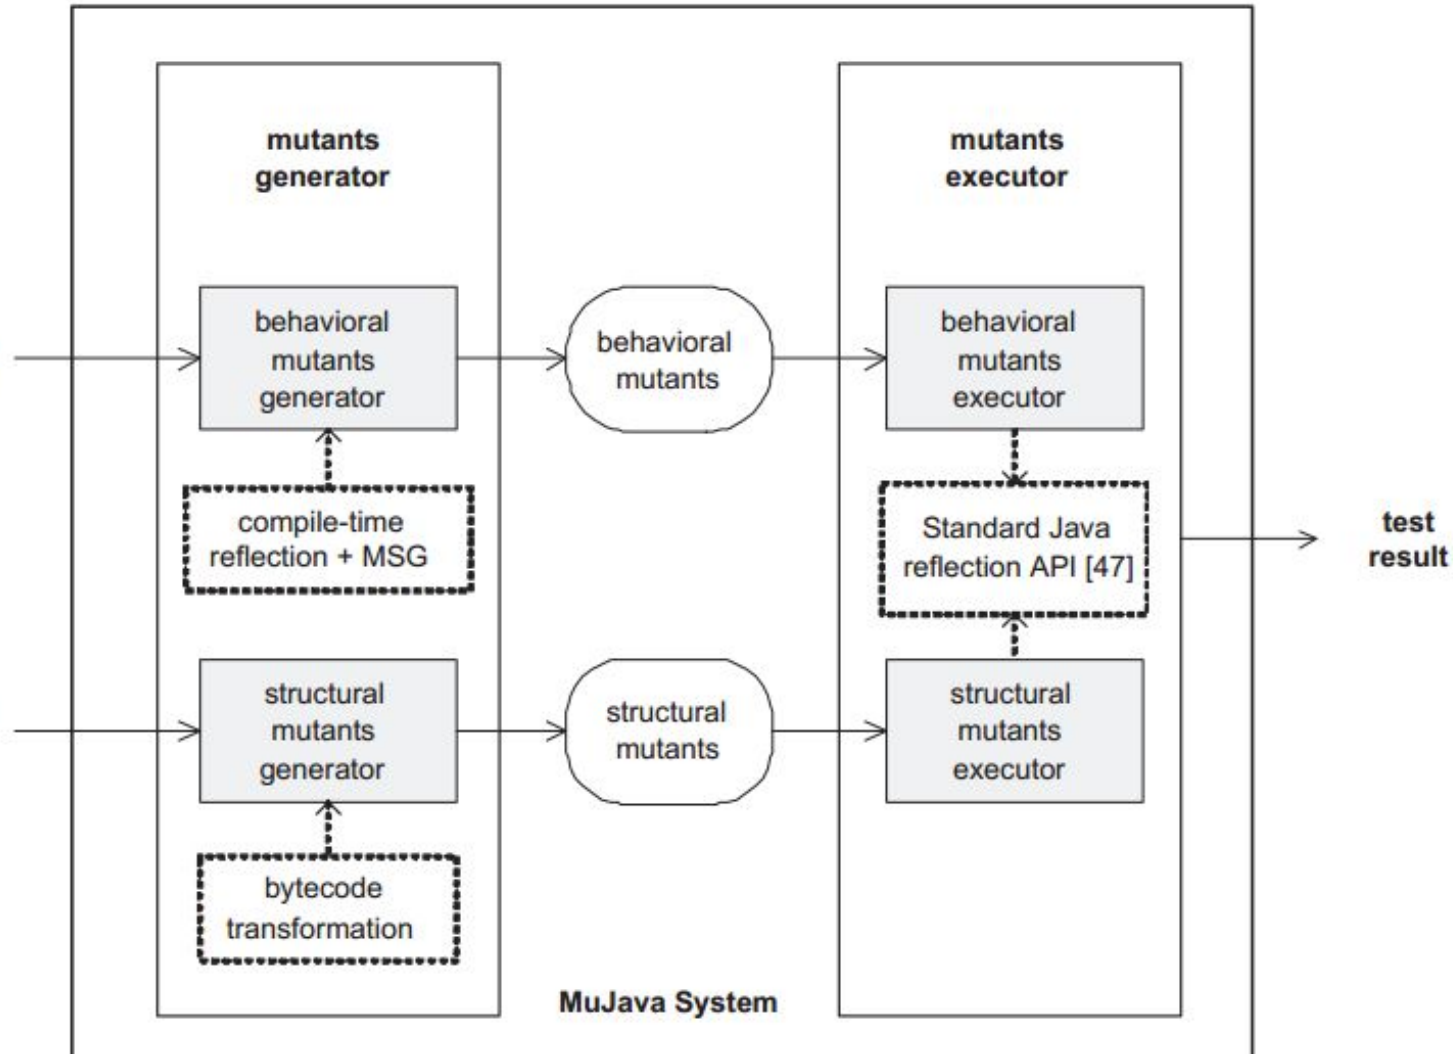 mutants
generator
mutants
executor
behavioral
mutants
generator
behavioral
mutants
behavioral
mutants
executor
compile-time
reflection + MSG
Standard Java
reflection API [47]
test
result
structural
mutants
generator
structural
mutants
structural
mutants
executor
bytecode
transformation
MuJava System